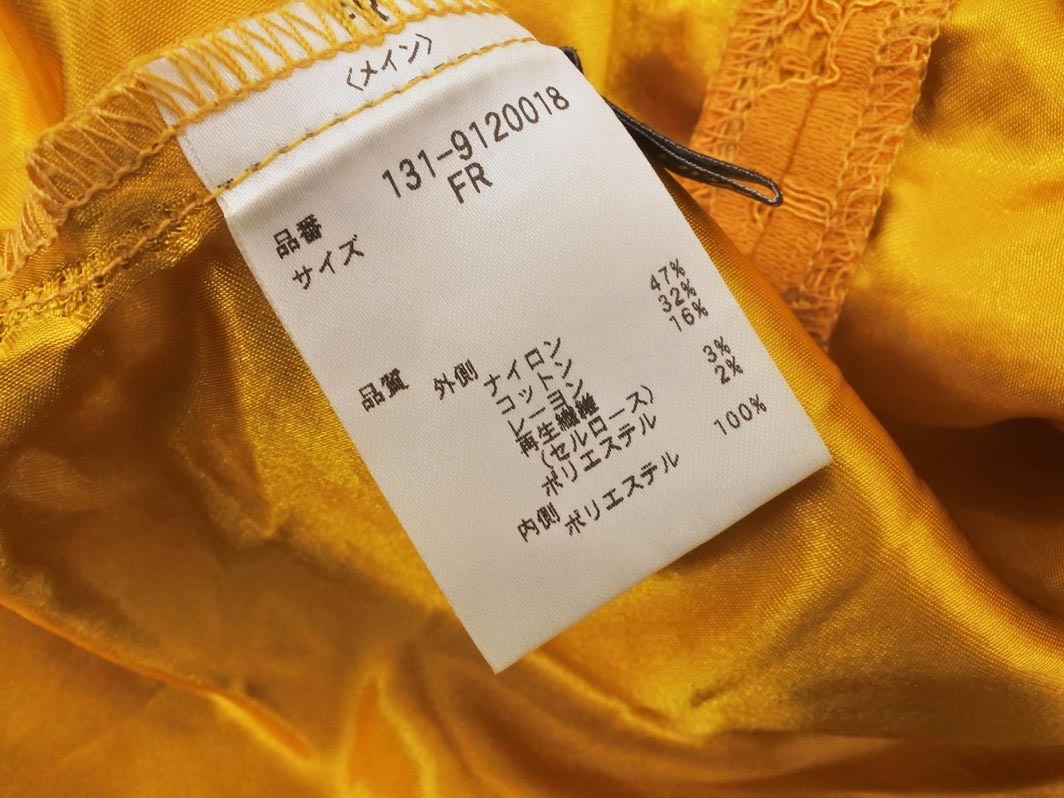 〈メイン〉
品番 131-9120018
サイズ FR
品質 外側 ナイロン 47%
コットン 32%
レーヨン 16%
再生繊維
(セルロース) 3%
ポリエステル 2%
内側 ポリエステル 100%